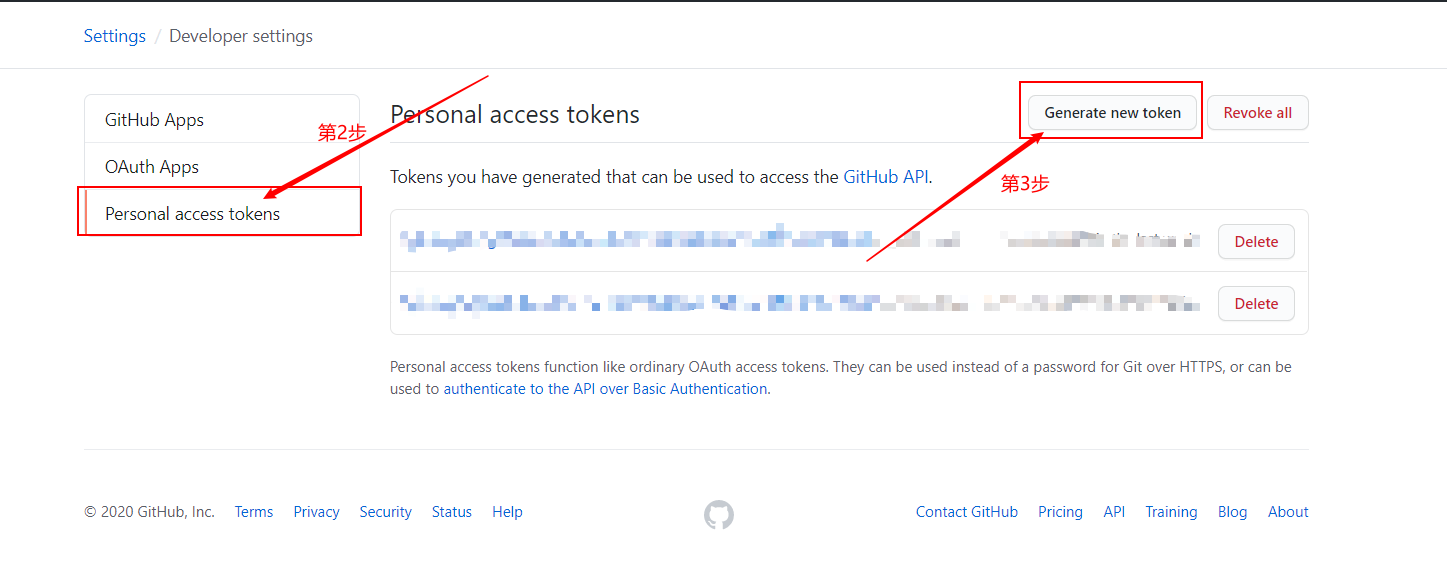 Settings / Developer settings
GitHub Apps
OAuth Apps
Personal access tokens
第2步
Personal access tokens
Generate new token
Revoke all
第3步
Tokens you have generated that can be used to access the GitHub API.
Delete
Delete
Personal access tokens function like ordinary OAuth access tokens. They can be used instead of a password for Git over HTTPS, or can be
used to authenticate to the API over Basic Authentication.
© 2020 GitHub, Inc. Terms Privacy Security Status Help
Contact GitHub Pricing API Training Blog About